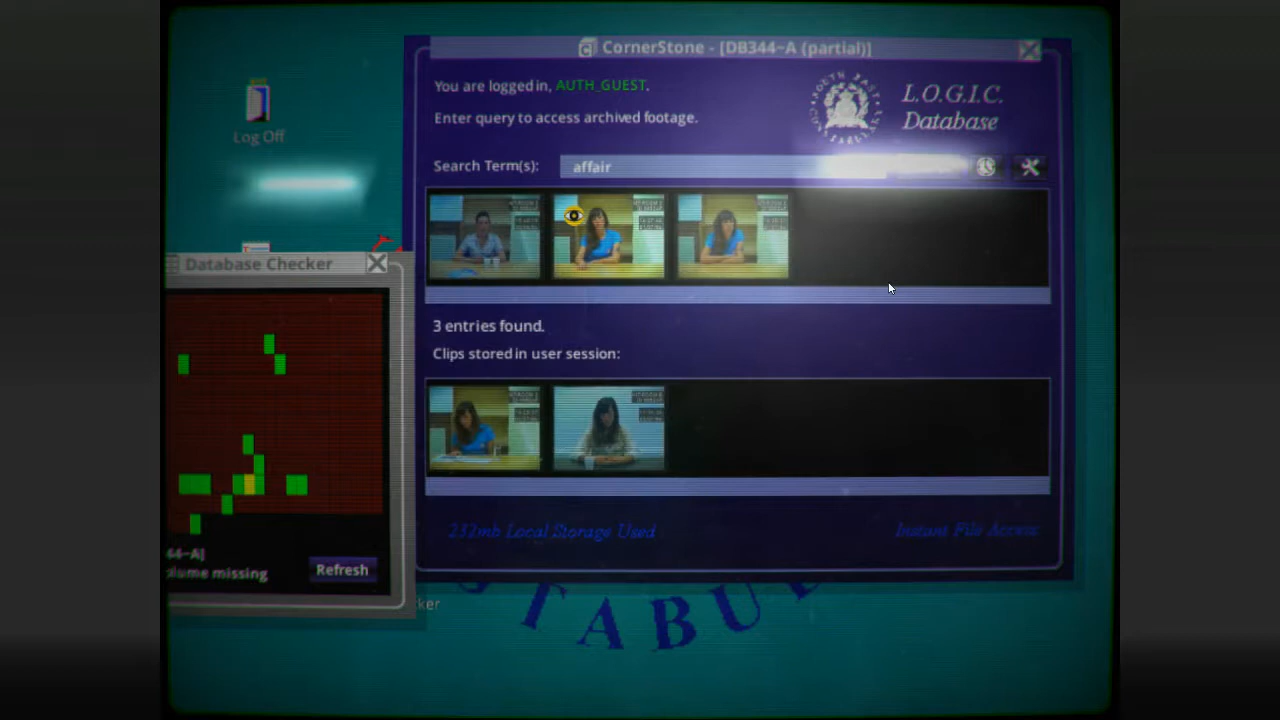 CornerStone - [DB344~A (partial)]
You are logged in, AUTH_GUEST.
Enter query to access archived footage.
SOUTH EAST
L.O.G.I.C.
Database
Log Off
Search Term(s):
affair
Database Checker
3 entries found.
Clips stored in user session:
232mb Local Storage Used
Instant File Access
44~A]
missing
Refresh
TABU